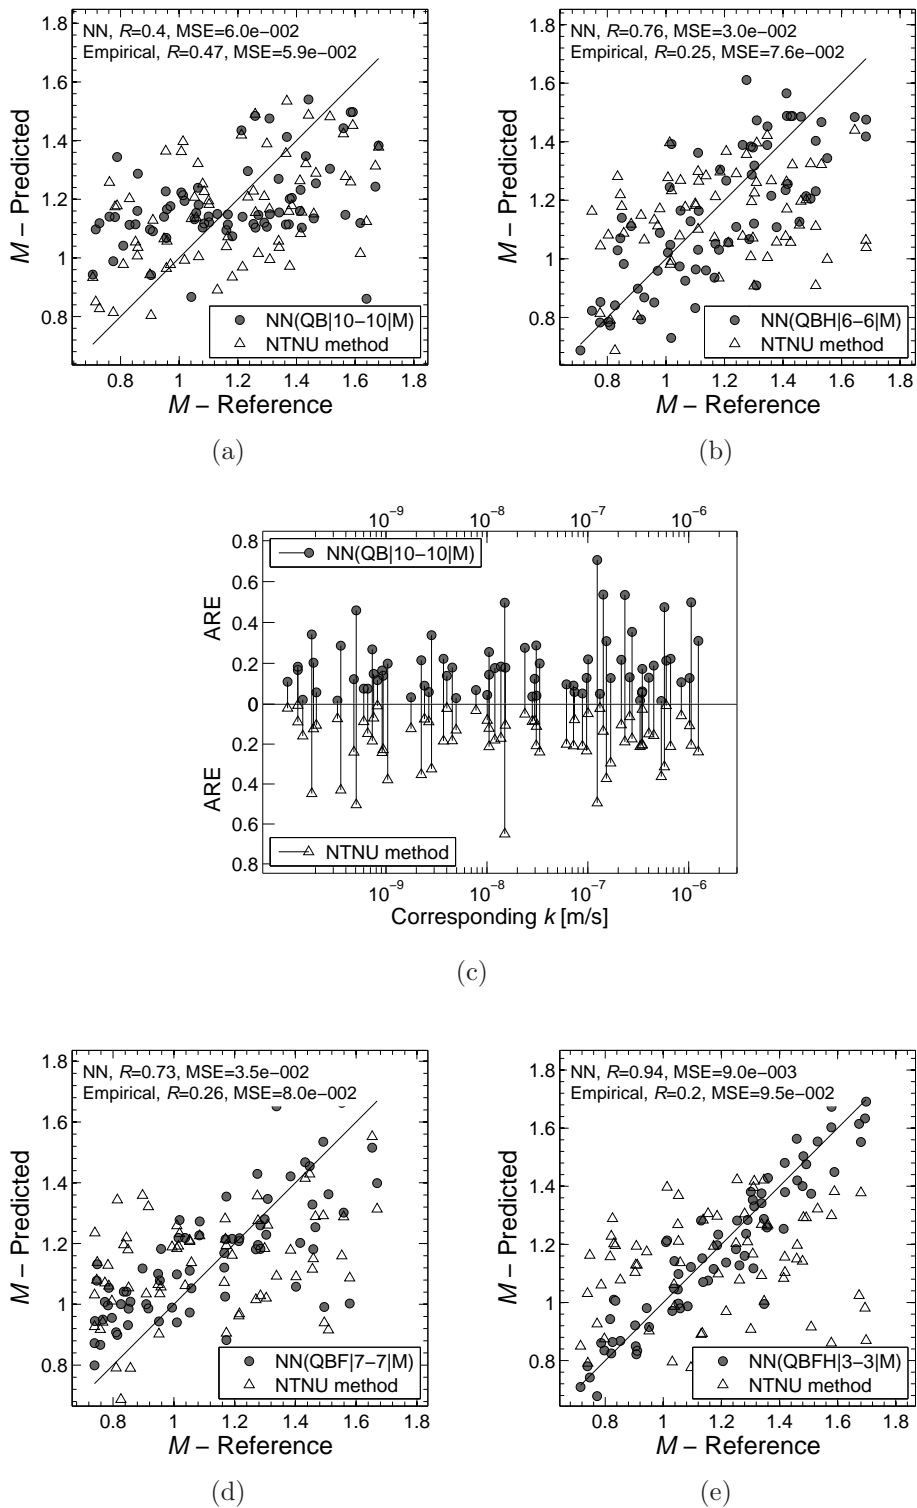 NN, R=0.4, MSE=6.0e−002
Empirical, R=0.47, MSE=5.9e−002
1.8
1.6
1.4
1.2
1
0.8
M − Predicted
NN(QB|10−10|M)
NTNU method
0.8 1 1.2 1.4 1.6 1.8
M − Reference
(a)
NN, R=0.76, MSE=3.0e−002
Empirical, R=0.25, MSE=7.6e−002
1.8
1.6
1.4
1.2
1
0.8
M − Predicted
NN(QBH|6−6|M)
NTNU method
0.8 1 1.2 1.4 1.6 1.8
M − Reference
(b)
10−9 10−8 10−7 10−6
NN(QB|10−10|M)
0.8
0.6
0.4
0.2
0
0.2
0.4
0.6
0.8
ARE
ARE
NTNU method
10−9 10−8 10−7 10−6
Corresponding k [m/s]
(c)
NN, R=0.73, MSE=3.5e−002
Empirical, R=0.26, MSE=8.0e−002
1.8
1.6
1.4
1.2
1
0.8
M − Predicted
NN(QBF|7−7|M)
NTNU method
0.8 1 1.2 1.4 1.6 1.8
M − Reference
(d)
NN, R=0.94, MSE=9.0e−003
Empirical, R=0.2, MSE=9.5e−002
1.8
1.6
1.4
1.2
1
0.8
M − Predicted
NN(QBFH|3−3|M)
NTNU method
0.8 1 1.2 1.4 1.6 1.8
M − Reference
(e)